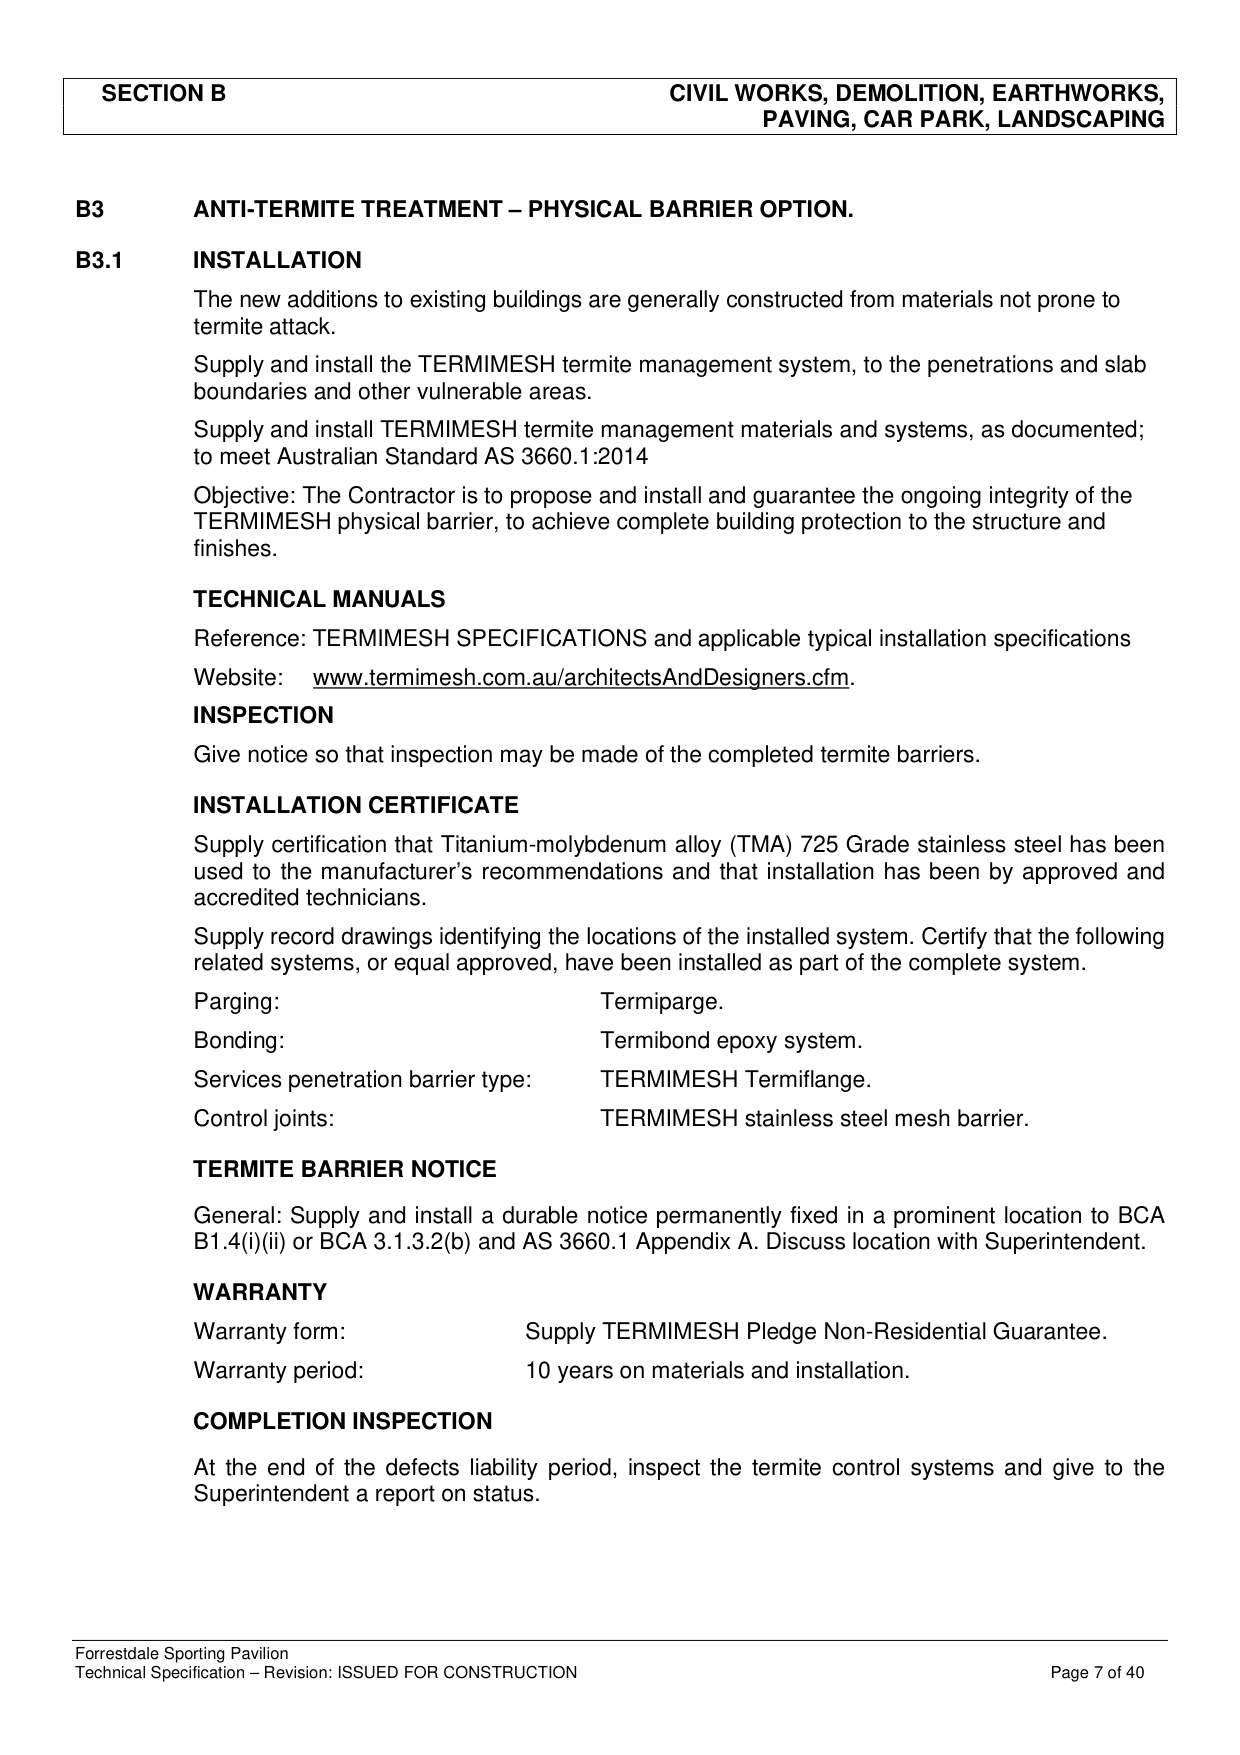 SECTION B
CIVIL WORKS, DEMOLITION, EARTHWORKS,
PAVING, CAR PARK, LANDSCAPING
B3 ANTI-TERMITE TREATMENT – PHYSICAL BARRIER OPTION.
B3.1 INSTALLATION
The new additions to existing buildings are generally constructed from materials not prone to
termite attack.
Supply and install the TERMIMESH termite management system, to the penetrations and slab
boundaries and other vulnerable areas.
Supply and install TERMIMESH termite management materials and systems, as documented;
to meet Australian Standard AS 3660.1:2014
Objective: The Contractor is to propose and install and guarantee the ongoing integrity of the
TERMIMESH physical barrier, to achieve complete building protection to the structure and
finishes.
TECHNICAL MANUALS
Reference: TERMIMESH SPECIFICATIONS and applicable typical installation specifications
Website: www.termimesh.com.au/architectsAndDesigners.cfm.
INSPECTION
Give notice so that inspection may be made of the completed termite barriers.
INSTALLATION CERTIFICATE
Supply certification that Titanium-molybdenum alloy (TMA) 725 Grade stainless steel has been
used to the manufacturer’s recommendations and that installation has been by approved and
accredited technicians.
Supply record drawings identifying the locations of the installed system. Certify that the following
related systems, or equal approved, have been installed as part of the complete system.
Parging: Termiparge.
Bonding: Termibond epoxy system.
Services penetration barrier type: TERMIMESH Termiflange.
Control joints: TERMIMESH stainless steel mesh barrier.
TERMITE BARRIER NOTICE
General: Supply and install a durable notice permanently fixed in a prominent location to BCA
B1.4(i)(ii) or BCA 3.1.3.2(b) and AS 3660.1 Appendix A. Discuss location with Superintendent.
WARRANTY
Warranty form: Supply TERMIMESH Pledge Non-Residential Guarantee.
Warranty period: 10 years on materials and installation.
COMPLETION INSPECTION
At the end of the defects liability period, inspect the termite control systems and give to the
Superintendent a report on status.
Forrestdale Sporting Pavilion
Technical Specification – Revision: ISSUED FOR CONSTRUCTION Page 7 of 40